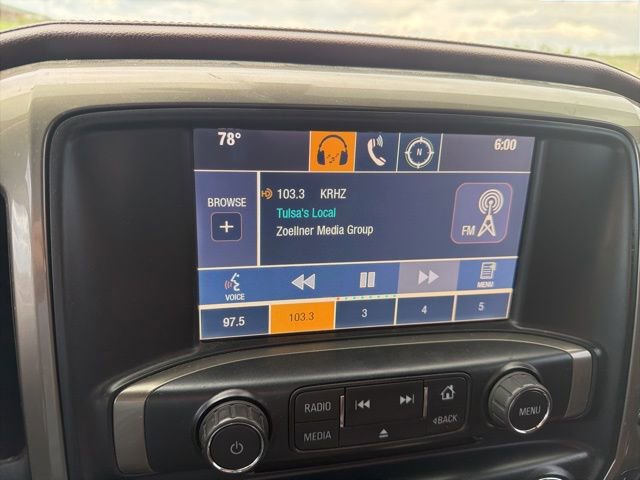 78° N 6:00
BROWSE
+
HD 103.3 KRHZ
Tulsa's Local
Zoellner Media Group
FM
VOICE
MENU
97.5 103.3 3 4 5
RADIO
MEDIA
BACK
MENU